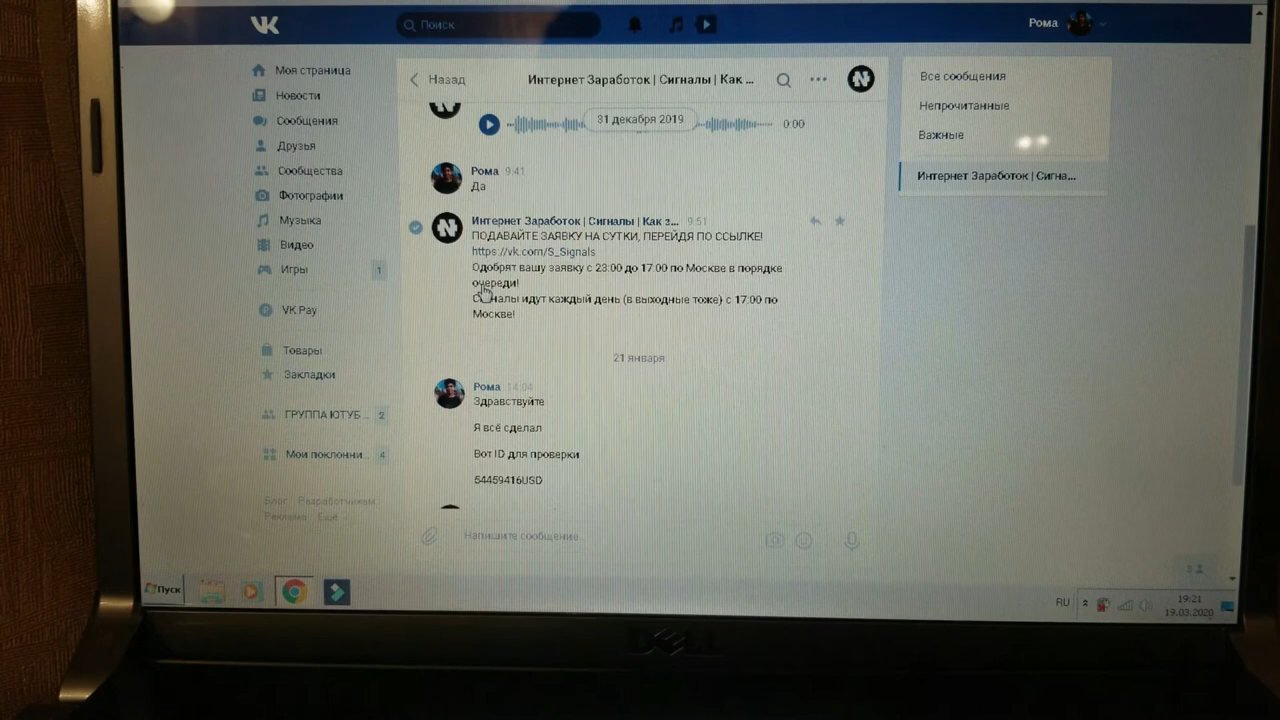 VK
Поиск
Рома
Моя страница
Новости
Сообщения
Друзья
Сообщества
Фотографии
Музыка
Видео
Игры
1
VK Pay
Товары
Закладки
ГРУППА ЮТУБ ...
2
Мои поклонни...
4
Блог Разработчикам
Реклама Ещё
Назад
Интернет Заработок | Сигналы | Как ...
31 декабря 2019
0:00
Рома 9:41
Да
Интернет Заработок | Сигналы | Как з... 9:51
ПОДАВАЙТЕ ЗАЯВКУ НА СУТКИ, ПЕРЕЙДЯ ПО ССЫЛКЕ!
https://vk.com/S_Signals
Одобрят вашу заявку с 23:00 до 17:00 по Москве в порядке
очереди!
Сигналы идут каждый день (в выходные тоже) с 17:00 по
Москве!
21 января
Рома 14:04
Здравствуйте
Я всё сделал
Вот ID для проверки
54459416USD
Напишите сообщение...
Все сообщения
Непрочитанные
Важные
Интернет Заработок | Сигна...
Пуск
RU
19:21
19.03.2020
DELL